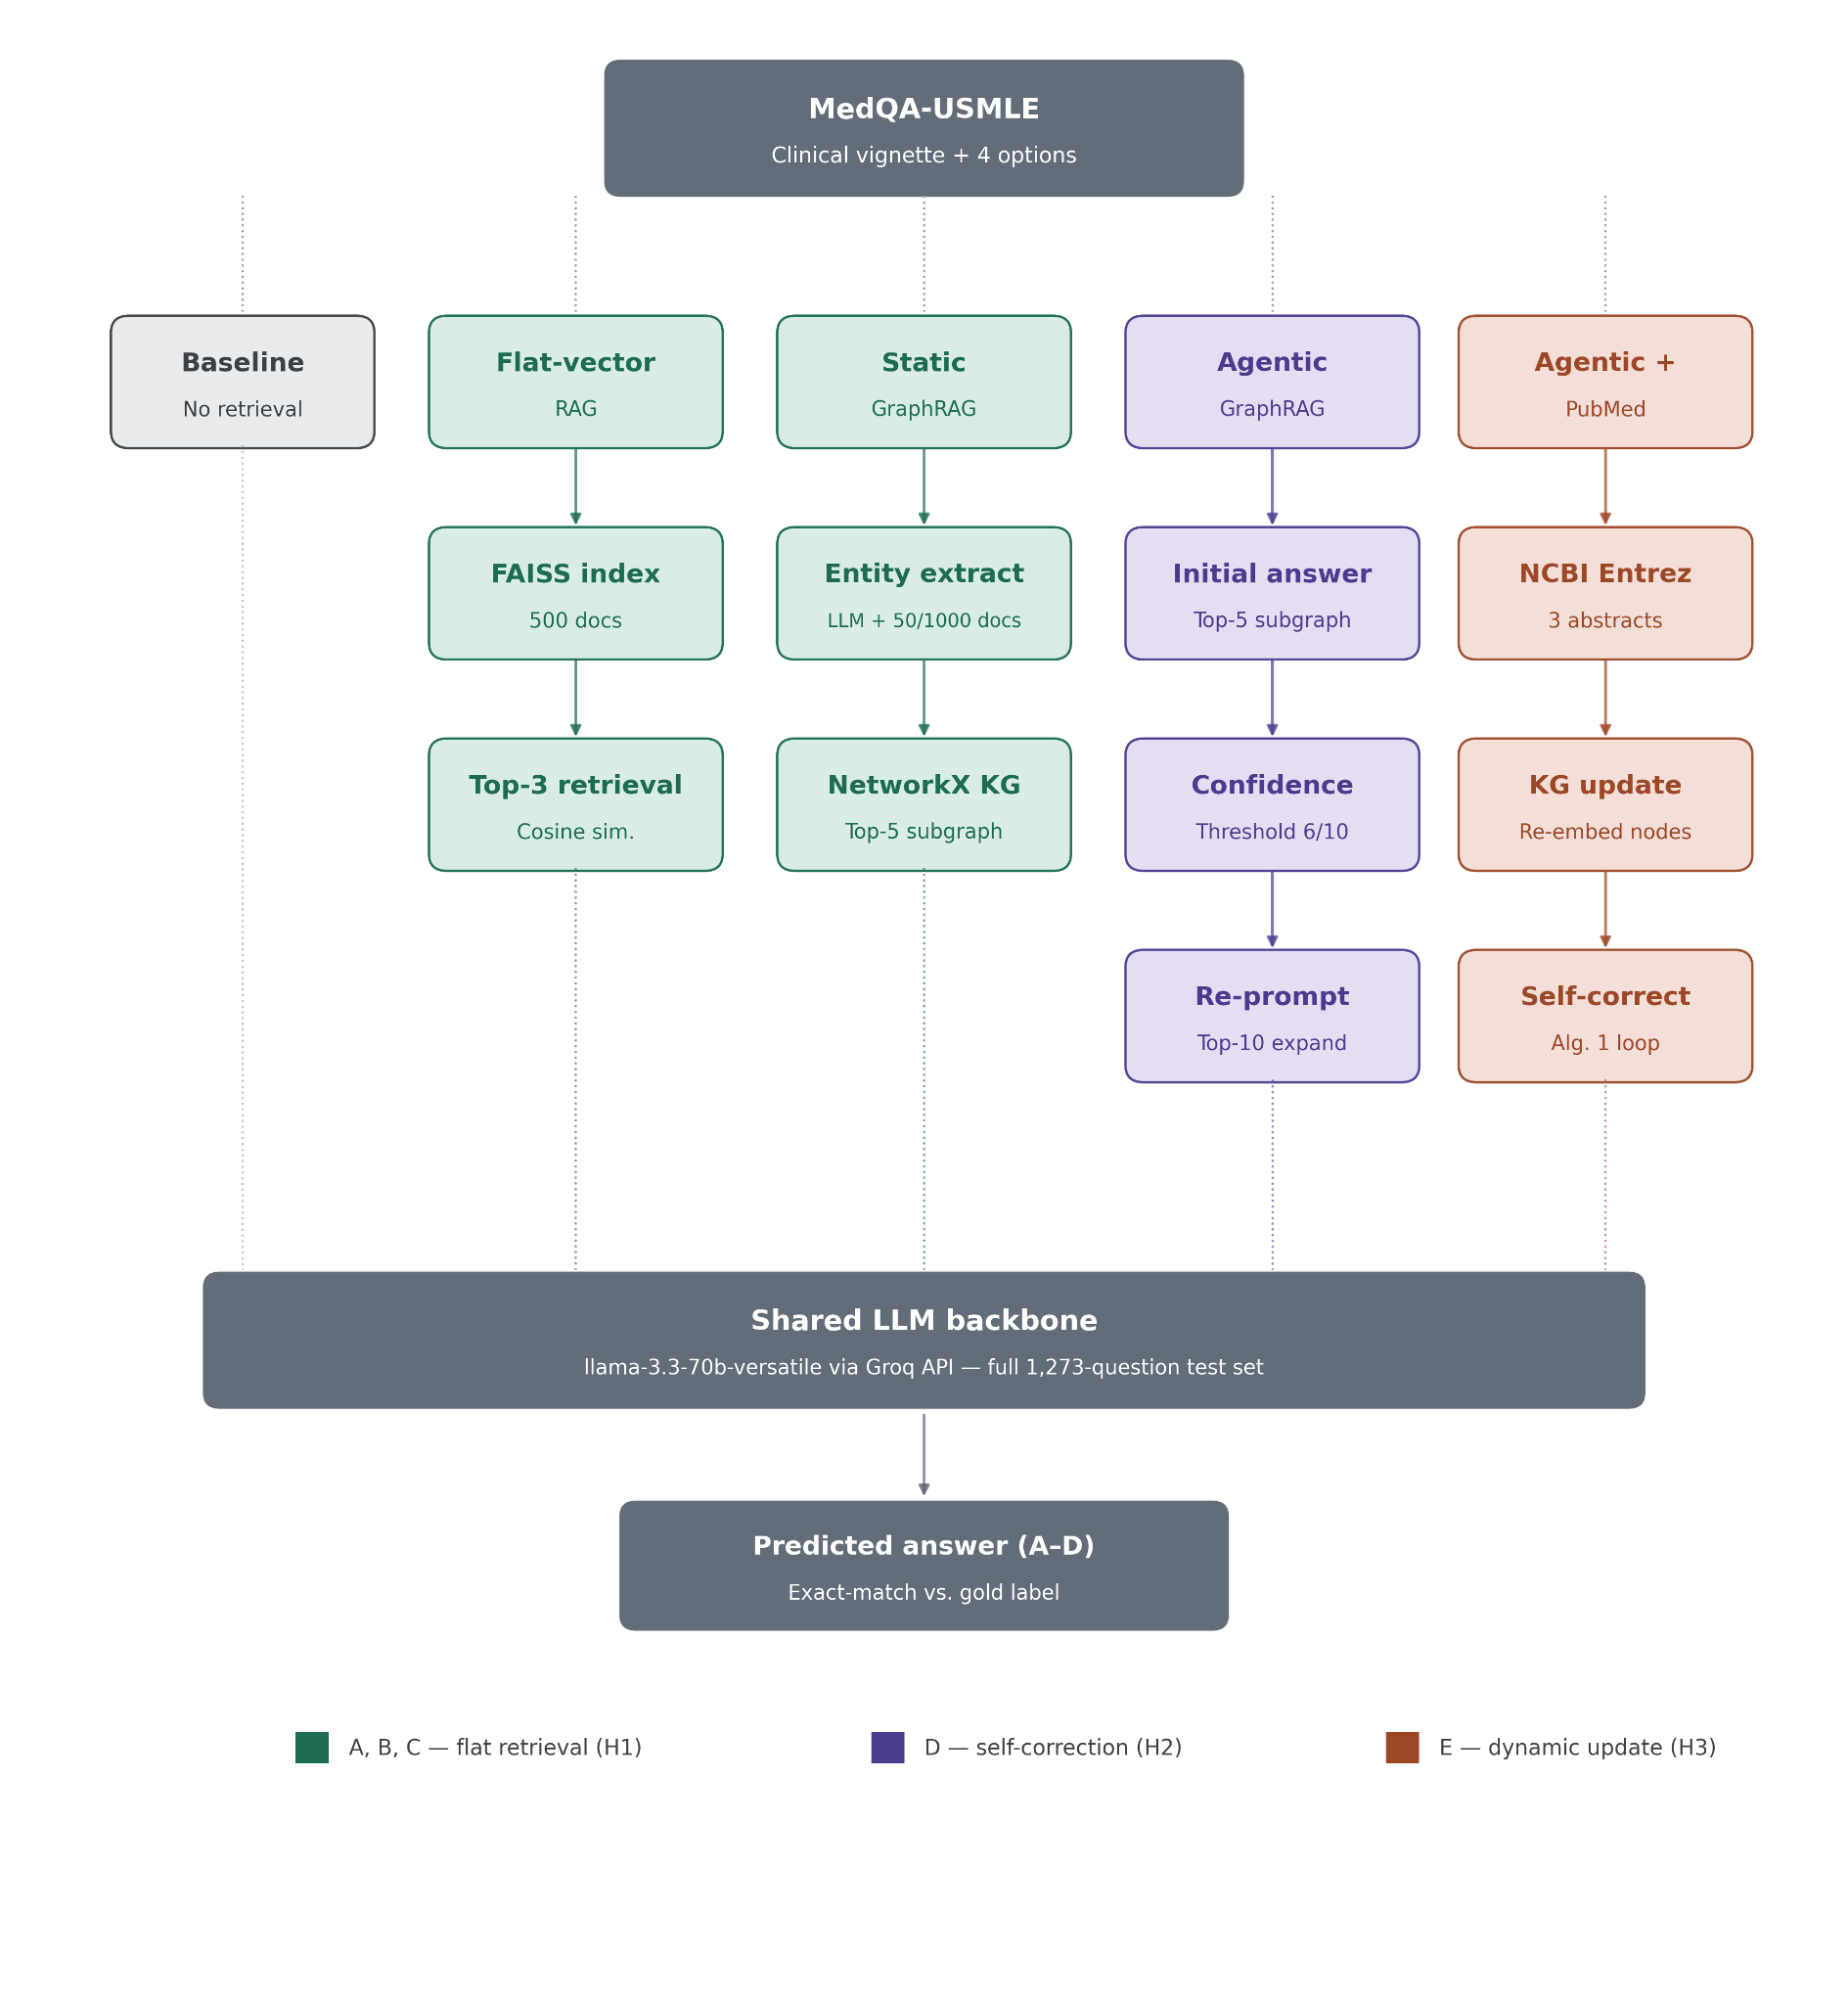 MedQA-USMLE
Clinical vignette + 4 options
Baseline
No retrieval
Flat-vector
RAG
Static
GraphRAG
Agentic
GraphRAG
Agentic +
PubMed
FAISS index
500 docs
Entity extract
LLM + 50/1000 docs
Initial answer
Top-5 subgraph
NCBI Entrez
3 abstracts
Top-3 retrieval
Cosine sim.
NetworkX KG
Top-5 subgraph
Confidence
Threshold 6/10
KG update
Re-embed nodes
Re-prompt
Top-10 expand
Self-correct
Alg. 1 loop
Shared LLM backbone
llama-3.3-70b-versatile via Groq API — full 1,273-question test set
Predicted answer (A–D)
Exact-match vs. gold label
A, B, C — flat retrieval (H1)
D — self-correction (H2)
E — dynamic update (H3)